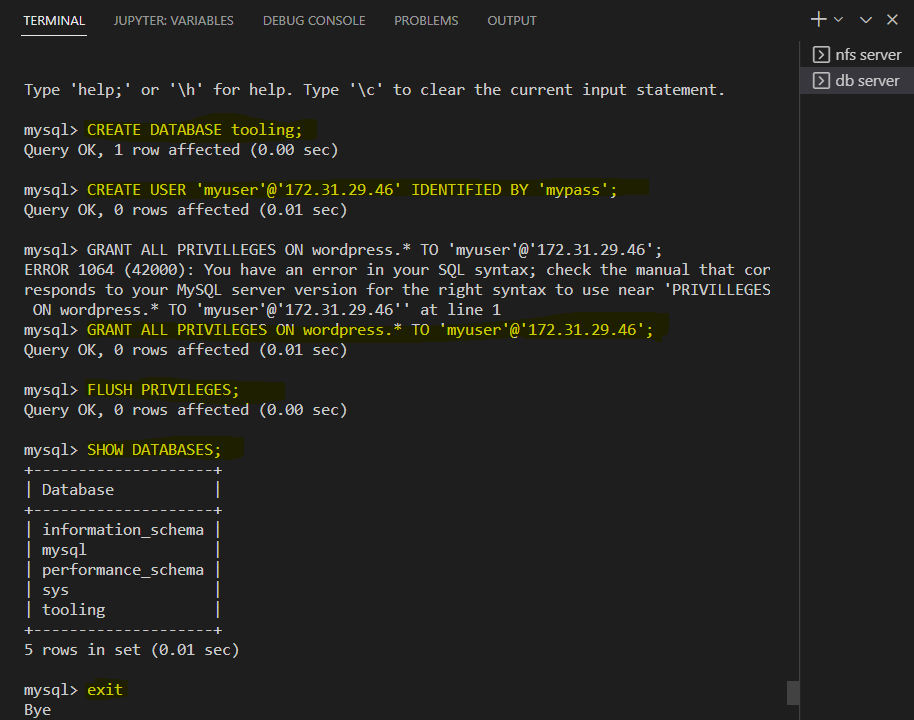 TERMINAL JUPYTER: VARIABLES DEBUG CONSOLE PROBLEMS OUTPUT
nfs server
db server
Type 'help;' or '\h' for help. Type '\c' to clear the current input statement.
mysql> CREATE DATABASE tooling;
Query OK, 1 row affected (0.00 sec)
mysql> CREATE USER 'myuser'@'172.31.29.46' IDENTIFIED BY 'mypass';
Query OK, 0 rows affected (0.01 sec)
mysql> GRANT ALL PRIVILLEGES ON wordpress.* TO 'myuser'@'172.31.29.46';
ERROR 1064 (42000): You have an error in your SQL syntax; check the manual that cor
responds to your MySQL server version for the right syntax to use near 'PRIVILLEGES
 ON wordpress.* TO 'myuser'@'172.31.29.46'' at line 1
mysql> GRANT ALL PRIVILEGES ON wordpress.* TO 'myuser'@'172.31.29.46';
Query OK, 0 rows affected (0.01 sec)
mysql> FLUSH PRIVILEGES;
Query OK, 0 rows affected (0.00 sec)
mysql> SHOW DATABASES;
+--------------------+
| Database           |
+--------------------+
| information_schema |
| mysql              |
| performance_schema |
| sys                |
| tooling            |
+--------------------+
5 rows in set (0.01 sec)
mysql> exit
Bye